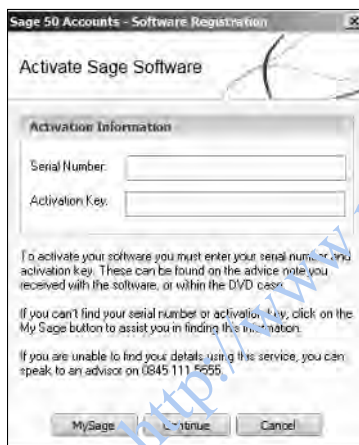 Sage 50 Accounts - Software Registration
Activate Sage Software
Activation Information
Serial Number:
Activation Key:
To activate your software you must enter your serial number and
activation key. These can be found on the advice note you
received with the software, or within the DVD case.
If you can't find your serial number or activation key, click on the
My Sage button to assist you in finding this information.
If you are unable to find your details using this service, you can
speak to an advisor on 0845 111 5555.
MySage Continue Cancel
http://www.